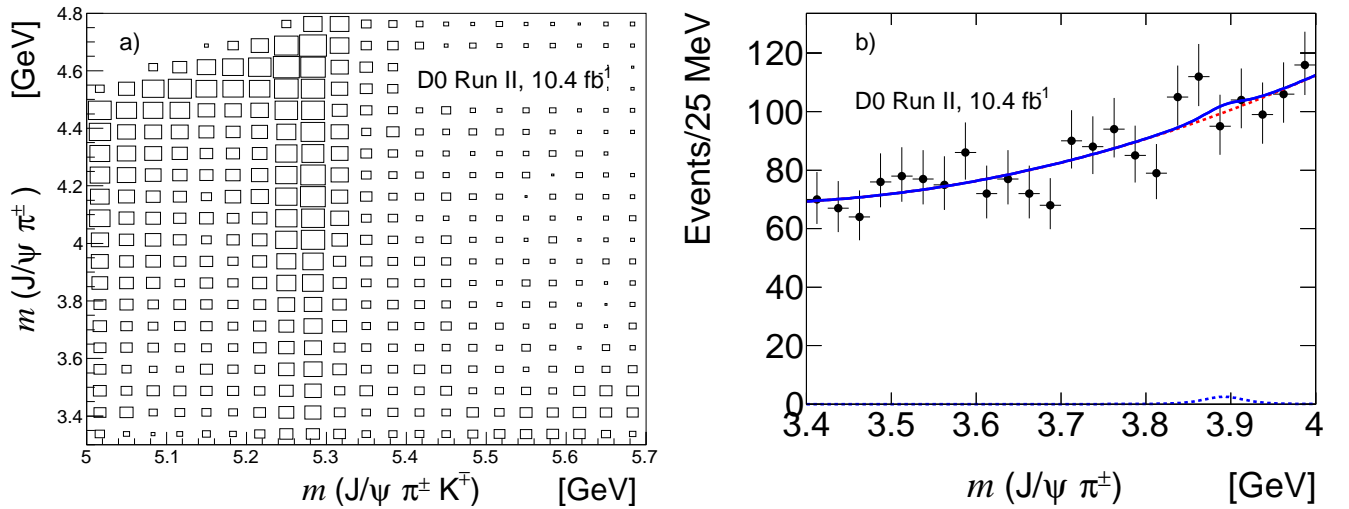 a)
D0 Run II, 10.4 fb⁻¹
m (J/ψ π±) [GeV]
4.8
4.6
4.4
4.2
4
3.8
3.6
3.4
5 5.1 5.2 5.3 5.4 5.5 5.6 5.7
m (J/ψ π± K∓) [GeV]
b)
D0 Run II, 10.4 fb⁻¹
Events/25 MeV
120
100
80
60
40
20
0
3.4 3.5 3.6 3.7 3.8 3.9 4
m (J/ψ π±) [GeV]